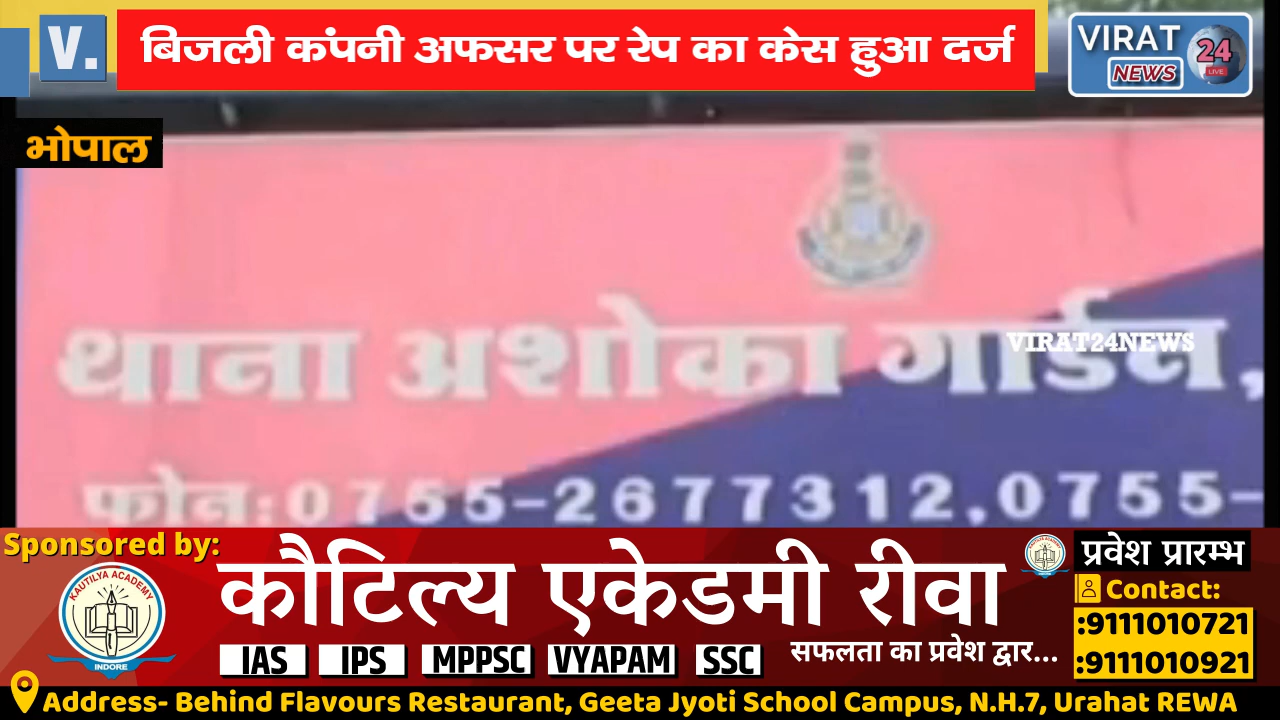 V.
बिजली कंपनी अफसर पर रेप का केस हुआ दर्ज
VIRAT
24
LIVE
NEWS
भोपाल
थाना अशोका गार्डन,
VIRAT24NEWS
फोन:0755-2677312,0755-
Sponsored by:
KAUTILYA ACADEMY
INDORE
कौटिल्य एकेडमी रीवा
IAS
IPS
MPPSC
VYAPAM
SSC
सफलता का प्रवेश द्वार...
प्रवेश प्रारम्भ
Contact:
:9111010721
:9111010921
Address- Behind Flavours Restaurant, Geeta Jyoti School Campus, N.H.7, Urahat REWA